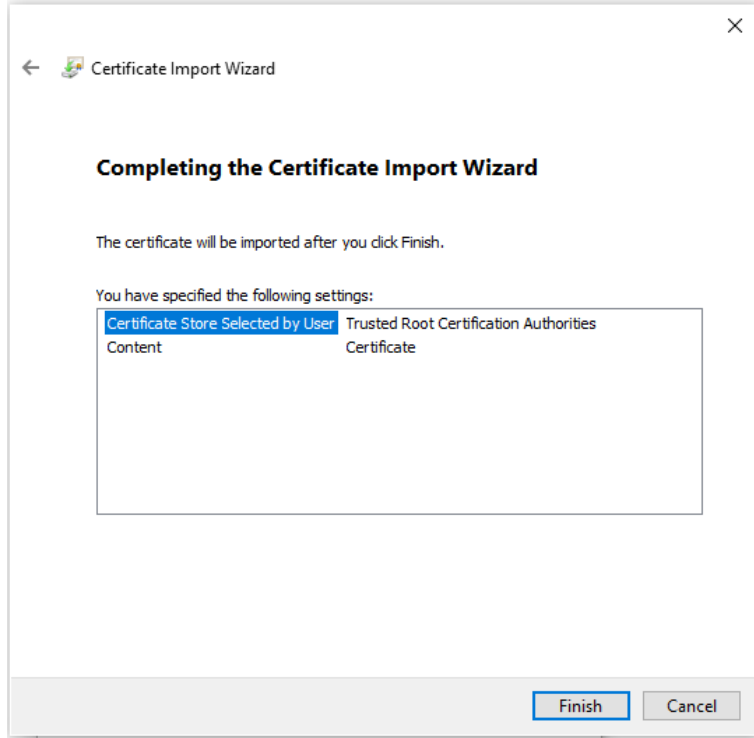 Certificate Import Wizard
Completing the Certificate Import Wizard
The certificate will be imported after you click Finish.
You have specified the following settings:
Certificate Store Selected by User Trusted Root Certification Authorities
Content Certificate
Finish Cancel